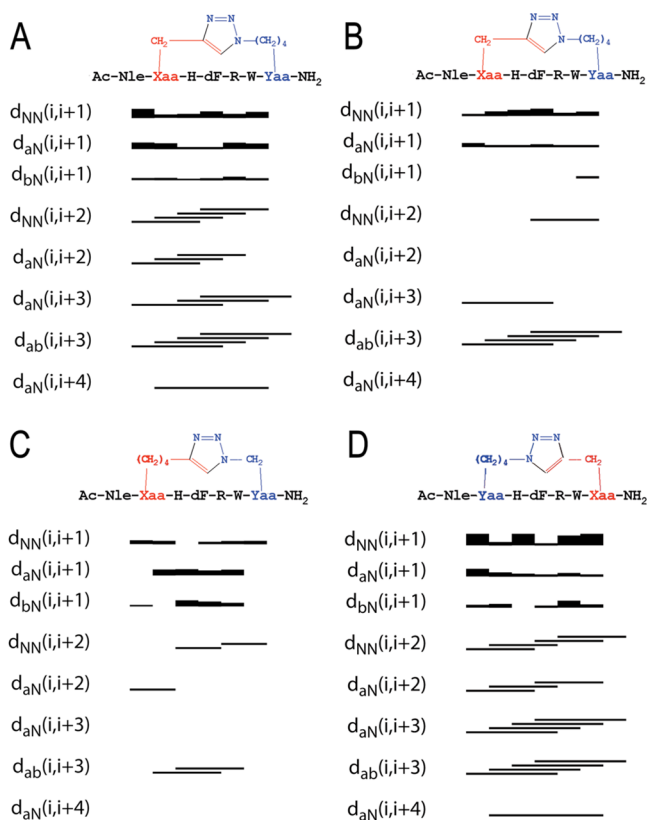 A
N=N
CH2
N
(CH2)4
Ac-Nle-Xaa-H-dF-R-W-Yaa-NH2
dNN(i,i+1)
daN(i,i+1)
dbN(i,i+1)
dNN(i,i+2)
daN(i,i+2)
daN(i,i+3)
dab(i,i+3)
daN(i,i+4)
B
N=N
CH2
N
(CH2)4
Ac-Nle-Xaa-H-dF-R-W-Yaa-NH2
dNN(i,i+1)
daN(i,i+1)
dbN(i,i+1)
dNN(i,i+2)
daN(i,i+2)
daN(i,i+3)
dab(i,i+3)
daN(i,i+4)
C
N=N
(CH2)4
N
CH2
Ac-Nle-Xaa-H-dF-R-W-Yaa-NH2
dNN(i,i+1)
daN(i,i+1)
dbN(i,i+1)
dNN(i,i+2)
daN(i,i+2)
daN(i,i+3)
dab(i,i+3)
daN(i,i+4)
D
N=N
(CH2)4
N
CH2
Ac-Nle-Yaa-H-dF-R-W-Xaa-NH2
dNN(i,i+1)
daN(i,i+1)
dbN(i,i+1)
dNN(i,i+2)
daN(i,i+2)
daN(i,i+3)
dab(i,i+3)
daN(i,i+4)